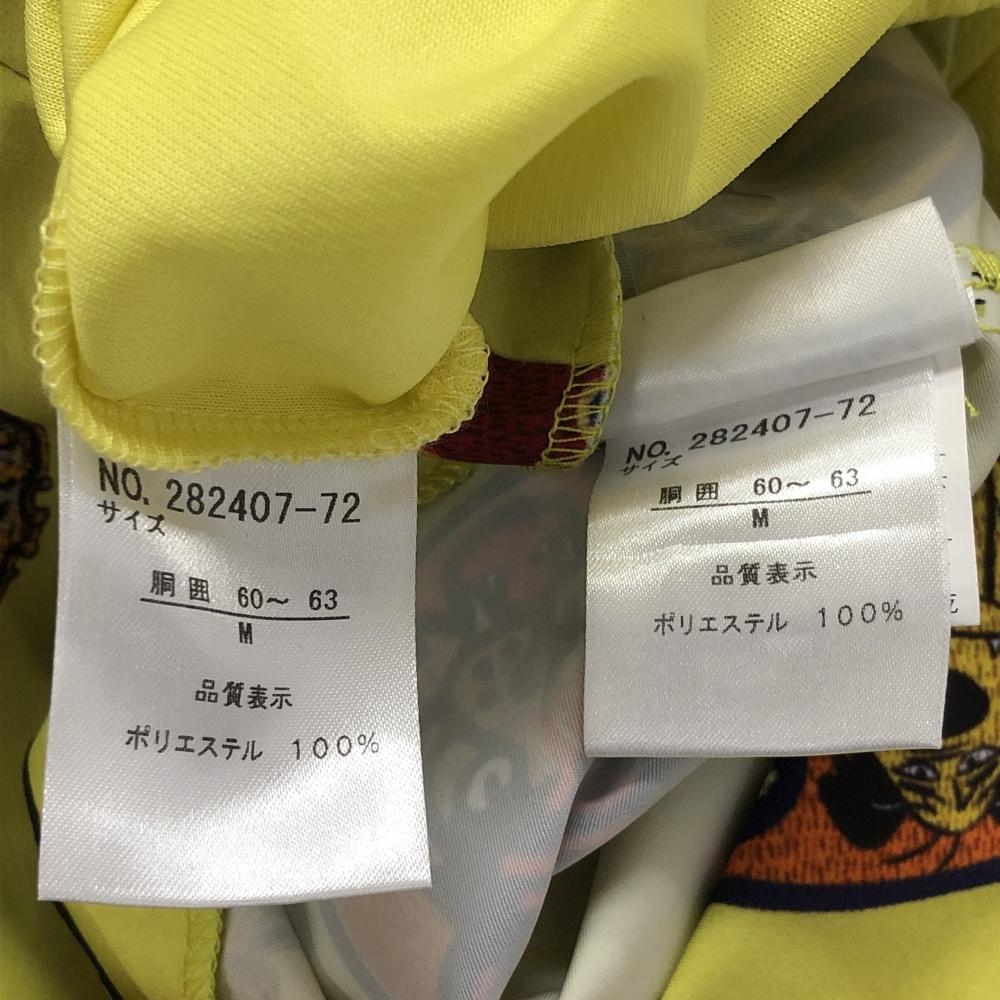 NO. 282407-72
サイズ
胴囲 60〜 63
M
品質表示
ポリエステル 100%
NO. 282407-72
サイズ
胴囲 60〜 63
M
品質表示
ポリエステル 100%